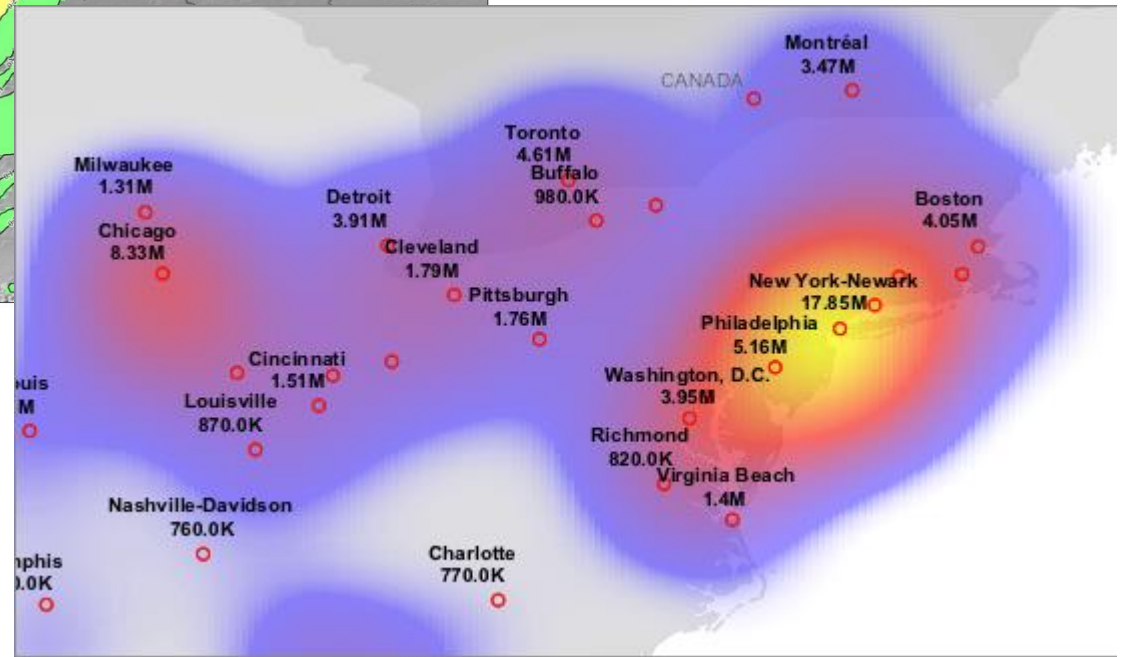 Montréal
3.47M
CANADA
Toronto
4.61M
Buffalo
980.0K
Milwaukee
1.31M
Detroit
3.91M
Boston
4.05M
Chicago
8.33M
Cleveland
1.79M
New York-Newark
17.85M
Pittsburgh
1.76M
Philadelphia
5.16M
Cincinnati
1.51M
Washington, D.C.
3.95M
Louisville
870.0K
Richmond
820.0K
Virginia Beach
1.4M
Nashville-Davidson
760.0K
Charlotte
770.0K